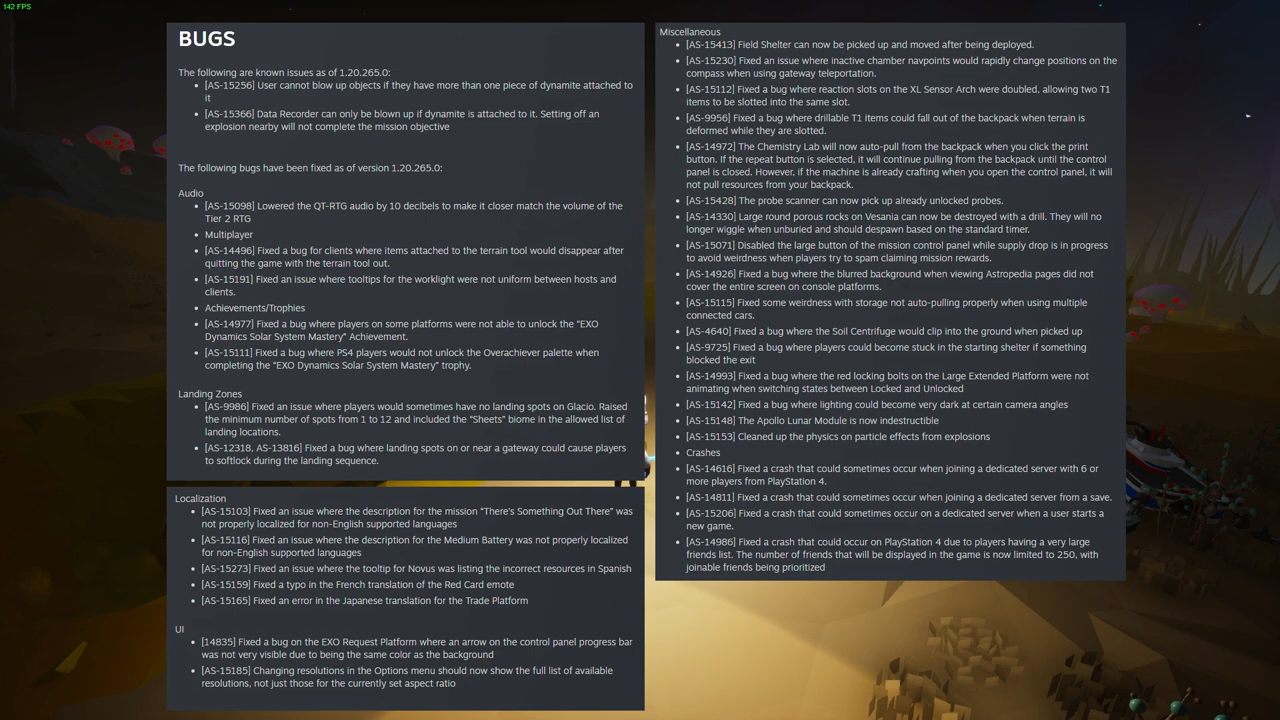 142 FPS
BUGS
The following are known issues as of 1.20.265.0:
• [AS-15256] User cannot blow up objects if they have more than one piece of dynamite attached to
it
• [AS-15366] Data Recorder can only be blown up if dynamite is attached to it. Setting off an
explosion nearby will not complete the mission objective
The following bugs have been fixed as of version 1.20.265.0:
Audio
• [AS-15098] Lowered the QT-RTG audio by 10 decibels to make it closer match the volume of the
Tier 2 RTG
• Multiplayer
• [AS-14496] Fixed a bug for clients where items attached to the terrain tool would disappear after
quitting the game with the terrain tool out.
• [AS-15191] Fixed an issue where tooltips for the worklight were not uniform between hosts and
clients.
• Achievements/Trophies
• [AS-14977] Fixed a bug where players on some platforms were not able to unlock the “EXO
Dynamics Solar System Mastery” Achievement.
• [AS-15111] Fixed a bug where PS4 players would not unlock the Overachiever palette when
completing the “EXO Dynamics Solar System Mastery” trophy.
Landing Zones
• [AS-9986] Fixed an issue where players would sometimes have no landing spots on Glacio. Raised
the minimum number of spots from 1 to 12 and included the “Sheets” biome in the allowed list of
landing locations.
• [AS-12318, AS-13816] Fixed a bug where landing spots on or near a gateway could cause players
to softlock during the landing sequence.
Localization
• [AS-15103] Fixed an issue where the description for the mission “There’s Something Out There” was
not properly localized for non-English supported languages
• [AS-15116] Fixed an issue where the description for the Medium Battery was not properly localized
for non-English supported languages
• [AS-15273] Fixed an issue where the tooltip for Novus was listing the incorrect resources in Spanish
• [AS-15159] Fixed a typo in the French translation of the Red Card emote
• [AS-15165] Fixed an error in the Japanese translation for the Trade Platform
UI
• [14835] Fixed a bug on the EXO Request Platform where an arrow on the control panel progress bar
was not very visible due to being the same color as the background
• [AS-15185] Changing resolutions in the Options menu should now show the full list of available
resolutions, not just those for the currently set aspect ratio
Miscellaneous
• [AS-15413] Field Shelter can now be picked up and moved after being deployed.
• [AS-15230] Fixed an issue where inactive chamber navpoints would rapidly change positions on the
compass when using gateway teleportation.
• [AS-15112] Fixed a bug where reaction slots on the XL Sensor Arch were doubled, allowing two T1
items to be slotted into the same slot.
• [AS-9956] Fixed a bug where drillable T1 items could fall out of the backpack when terrain is
deformed while they are slotted.
• [AS-14972] The Chemistry Lab will now auto-pull from the backpack when you click the print
button. If the repeat button is selected, it will continue pulling from the backpack until the control
panel is closed. However, if the machine is already crafting when you open the control panel, it will
not pull resources from your backpack.
• [AS-15428] The probe scanner can now pick up already unlocked probes.
• [AS-14330] Large round porous rocks on Vesania can now be destroyed with a drill. They will no
longer wiggle when unburied and should despawn based on the standard timer.
• [AS-15071] Disabled the large button of the mission control panel while supply drop is in progress
to avoid weirdness when players try to spam claiming mission rewards.
• [AS-14926] Fixed a bug where the blurred background when viewing Astropedia pages did not
cover the entire screen on console platforms.
• [AS-15115] Fixed some weirdness with storage not auto-pulling properly when using multiple
connected cars.
• [AS-4640] Fixed a bug where the Soil Centrifuge would clip into the ground when picked up
• [AS-9725] Fixed a bug where players could become stuck in the starting shelter if something
blocked the exit
• [AS-14993] Fixed a bug where the red locking bolts on the Large Extended Platform were not
animating when switching states between Locked and Unlocked
• [AS-15142] Fixed a bug where lighting could become very dark at certain camera angles
• [AS-15148] The Apollo Lunar Module is now indestructible
• [AS-15153] Cleaned up the physics on particle effects from explosions
• Crashes
• [AS-14616] Fixed a crash that could sometimes occur when joining a dedicated server with 6 or
more players from PlayStation 4.
• [AS-14811] Fixed a crash that could sometimes occur when joining a dedicated server from a save.
• [AS-15206] Fixed a crash that could sometimes occur on a dedicated server when a user starts a
new game.
• [AS-14986] Fixed a crash that could occur on PlayStation 4 due to players having a very large
friends list. The number of friends that will be displayed in the game is now limited to 250, with
joinable friends being prioritized